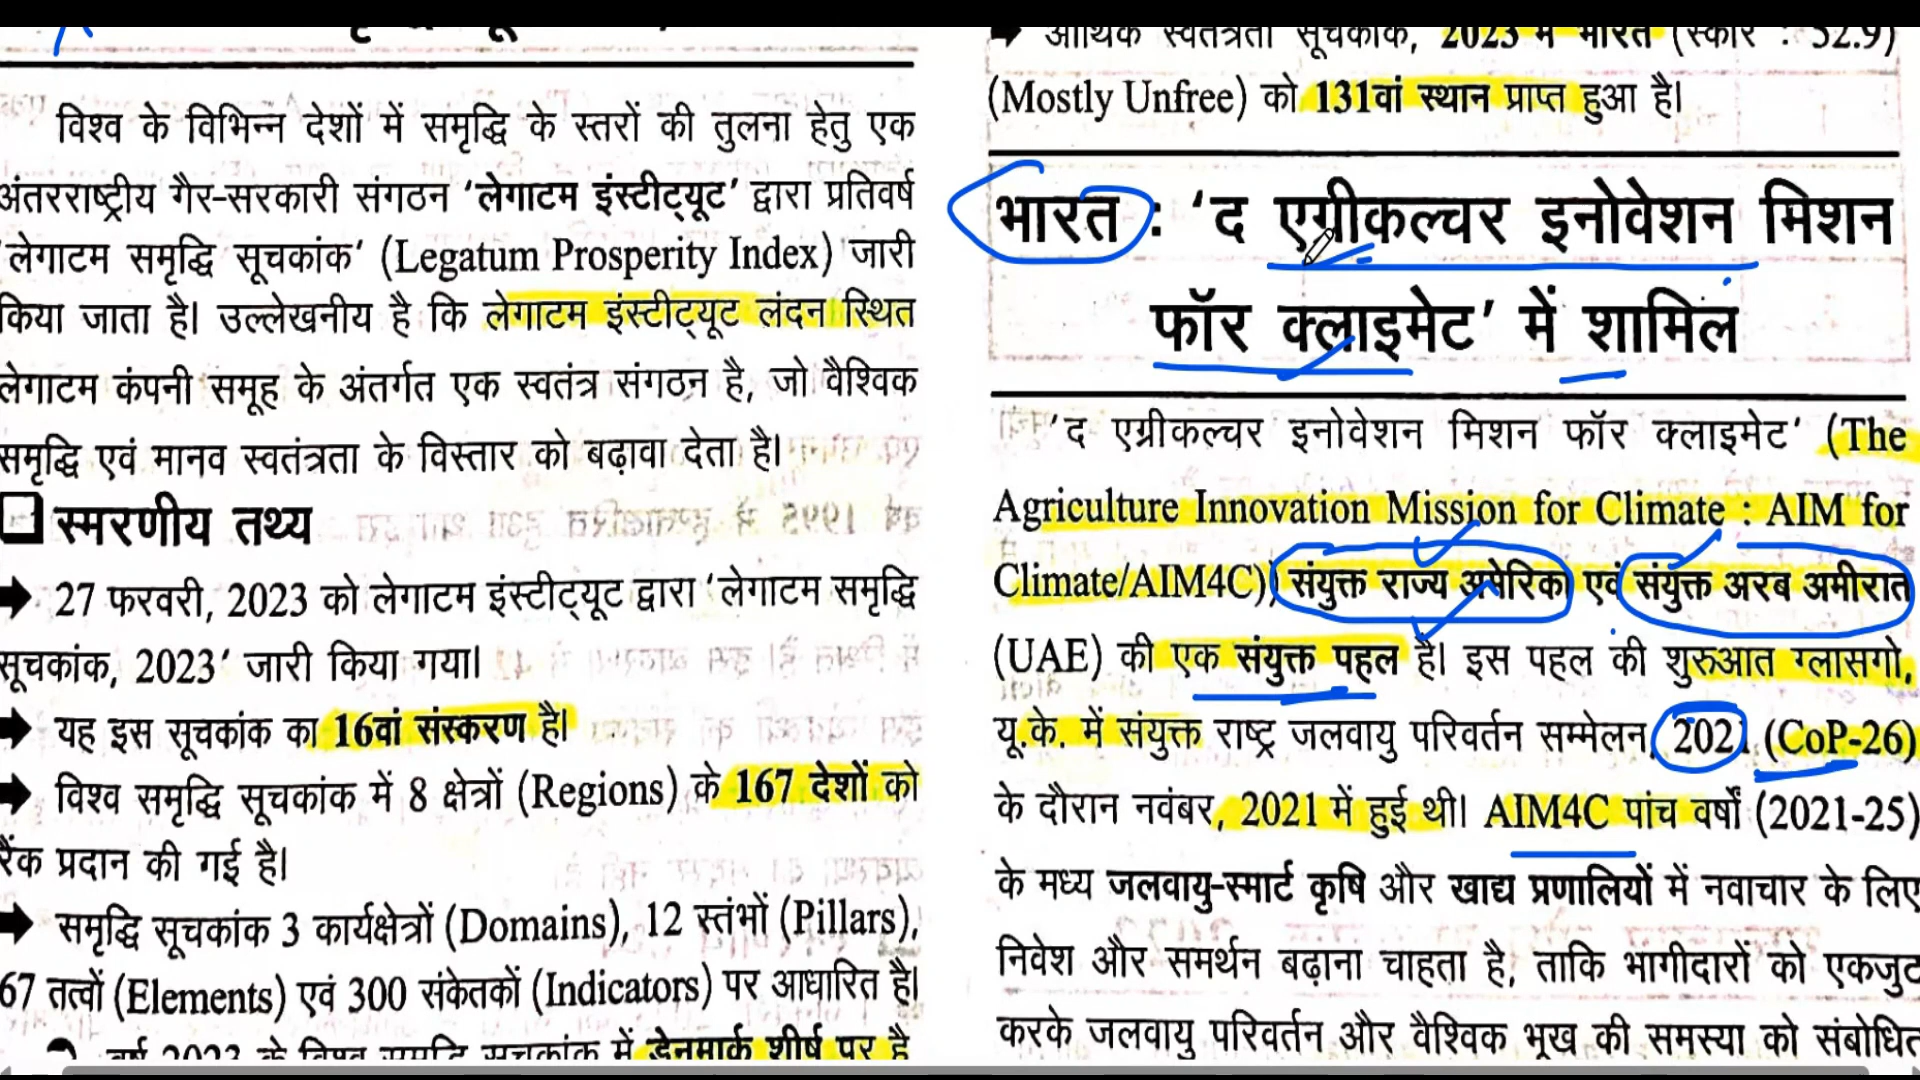 विश्व के विभिन्न देशों में समृद्धि के स्तरों की तुलना हेतु एक
अंतरराष्ट्रीय गैर-सरकारी संगठन 'लेगाटम इंस्टीट्यूट' द्वारा प्रतिवर्ष
'लेगाटम समृद्धि सूचकांक' (Legatum Prosperity Index) जारी
किया जाता है। उल्लेखनीय है कि लेगाटम इंस्टीट्यूट लंदन स्थित
लेगाटम कंपनी समूह के अंतर्गत एक स्वतंत्र संगठन है, जो वैश्विक
समृद्धि एवं मानव स्वतंत्रता के विस्तार को बढ़ावा देता है।
स्मरणीय तथ्य
➡ 27 फरवरी, 2023 को लेगाटम इंस्टीट्यूट द्वारा 'लेगाटम समृद्धि
सूचकांक, 2023' जारी किया गया।
➡ यह इस सूचकांक का 16वां संस्करण है।
➡ विश्व समृद्धि सूचकांक में 8 क्षेत्रों (Regions) के 167 देशों को
रैंक प्रदान की गई है।
➡ समृद्धि सूचकांक 3 कार्यक्षेत्रों (Domains), 12 स्तंभों (Pillars),
67 तत्वों (Elements) एवं 300 संकेतकों (Indicators) पर आधारित है।
वर्ष 2023 के विश्व समृद्धि सूचकांक में डेनमार्क शीर्ष पर है
➡ आर्थिक स्वतंत्रता सूचकांक, 2023 में भारत (स्कोर : 52.9)
(Mostly Unfree) को 131वां स्थान प्राप्त हुआ है।
भारत : 'द एग्रीकल्चर इनोवेशन मिशन
फॉर क्लाइमेट' में शामिल
'द एग्रीकल्चर इनोवेशन मिशन फॉर क्लाइमेट' (The
Agriculture Innovation Mission for Climate : AIM for
Climate/AIM4C)) संयुक्त राज्य अमेरिका एवं संयुक्त अरब अमीरात
(UAE) की एक संयुक्त पहल है। इस पहल की शुरुआत ग्लासगो,
यू.के. में संयुक्त राष्ट्र जलवायु परिवर्तन सम्मेलन, 2021 (CoP-26)
के दौरान नवंबर, 2021 में हुई थी। AIM4C पांच वर्षों (2021-25)
के मध्य जलवायु-स्मार्ट कृषि और खाद्य प्रणालियों में नवाचार के लिए
निवेश और समर्थन बढ़ाना चाहता है, ताकि भागीदारों को एकजुट
करके जलवायु परिवर्तन और वैश्विक भूख की समस्या को संबोधित